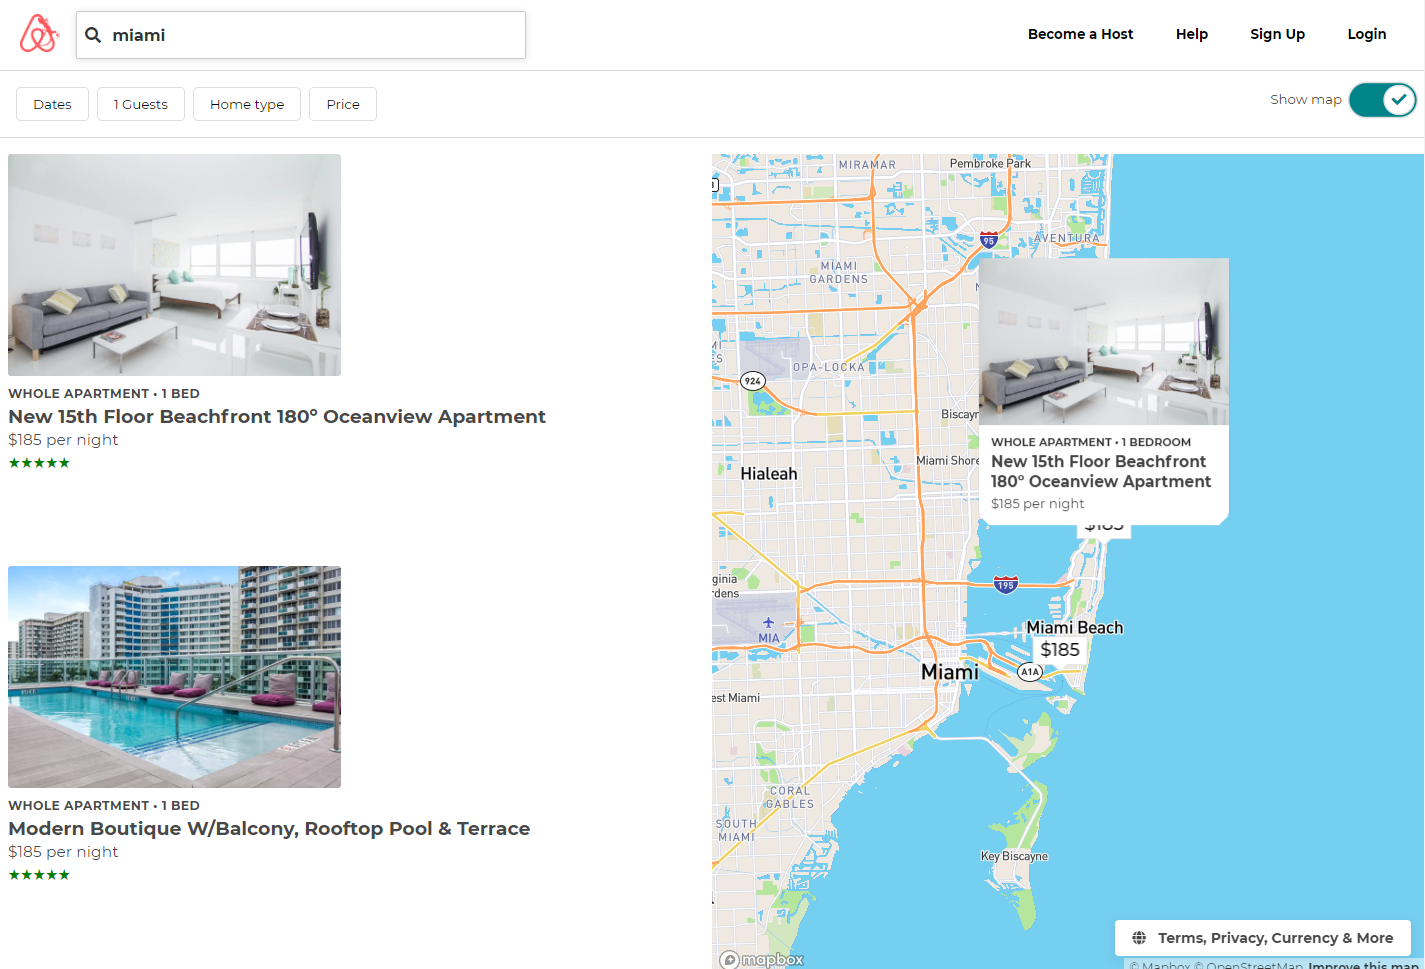 miami
Become a Host
Help
Sign Up
Login
Dates
1 Guests
Home type
Price
Show map
WHOLE APARTMENT • 1 BED
New 15th Floor Beachfront 180º Oceanview Apartment
$185 per night
★★★★★
WHOLE APARTMENT • 1 BED
Modern Boutique W/Balcony, Rooftop Pool & Terrace
$185 per night
★★★★★
MIRAMAR
Pembroke Park
95
AVENTURA
MIAMI
GARDENS
OPA-LOCKA
924
Biscayn
Miami Shore
Hialeah
WHOLE APARTMENT • 1 BEDROOM
New 15th Floor Beachfront
180º Oceanview Apartment
$185 per night
$185
ginia
rdens
195
MIA
Miami Beach
$185
A1A
Miami
est Miami
CORAL
GABLES
SOUTH
MIAMI
Key Biscayne
Terms, Privacy, Currency & More
mapbox
© Mapbox © OpenStreetMap Improve this map